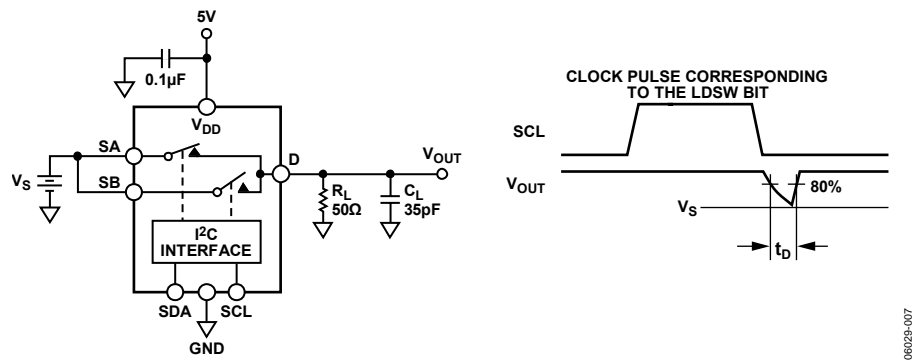 5V
0.1µF
VDD
SA
SB
VS
D
VOUT
RL
50Ω
CL
35pF
I2C
INTERFACE
SDA
SCL
GND
CLOCK PULSE CORRESPONDING
TO THE LDSW BIT
SCL
VOUT
80%
VS
tD
06029-007